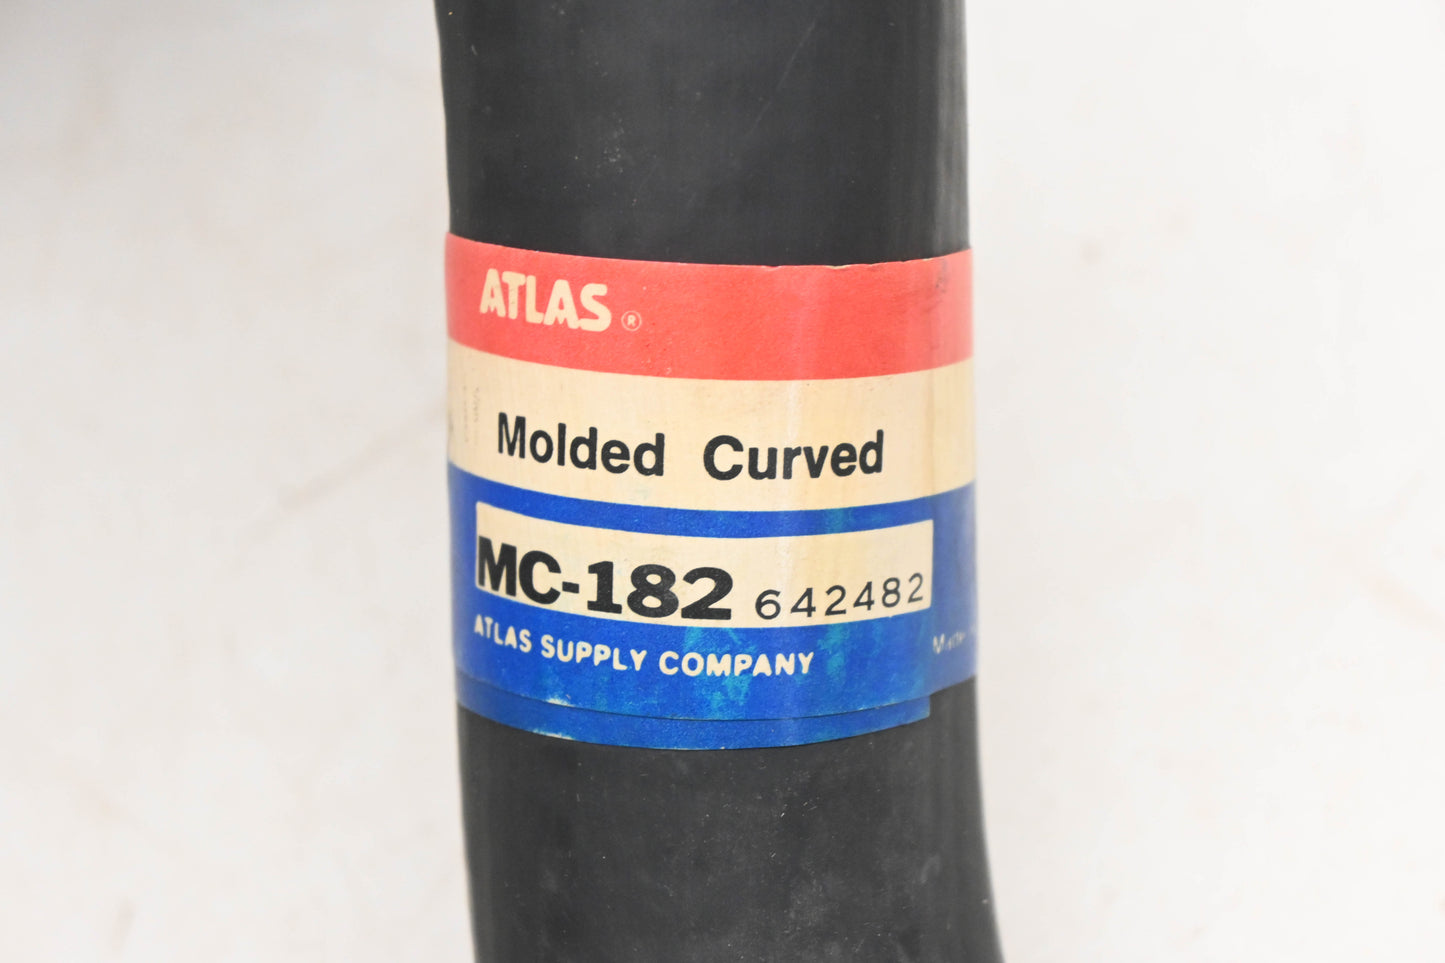 ATLAS ®
Molded Curved
MC-182 642482
ATLAS SUPPLY COMPANY